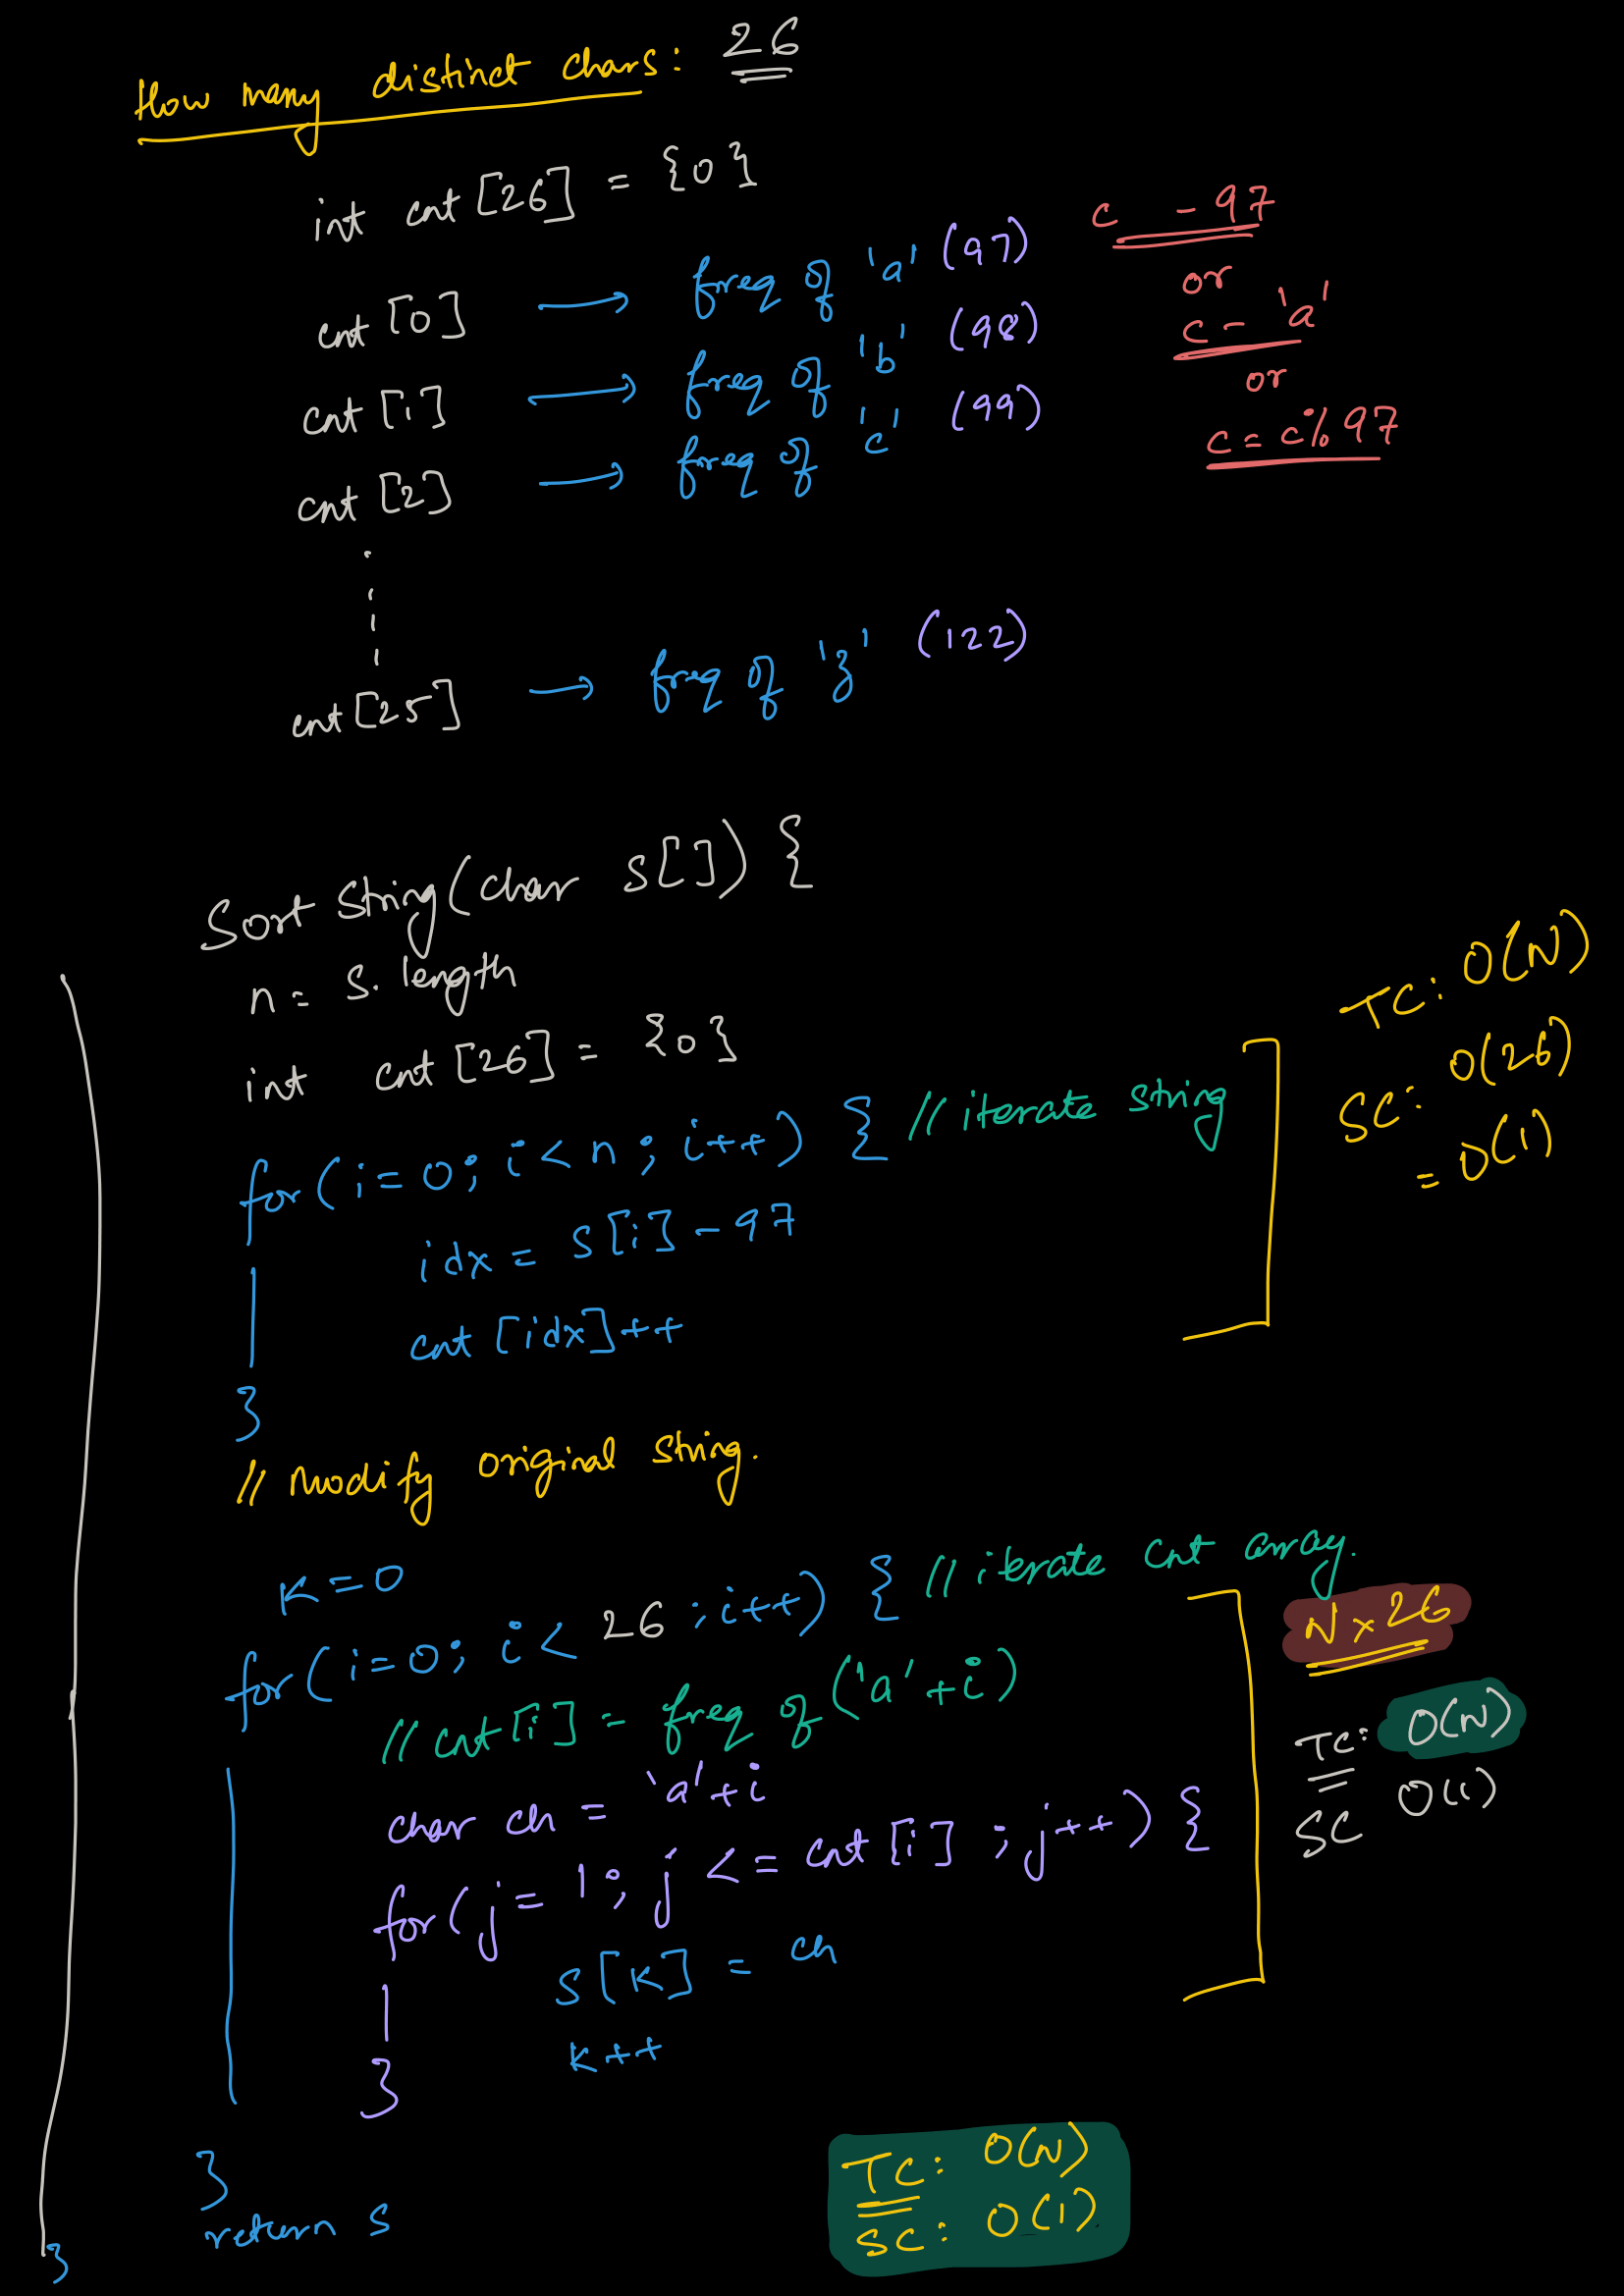 How many distinct chars: 26
int cnt[26] = {0}
c - 97
or
c - 'a'
or
c = c % 97
cnt[0] → freq of 'a' (97)
cnt[1] → freq of 'b' (98)
cnt[2] → freq of 'c' (99)
cnt[25] → freq of 'z' (122)
Sort String(char s[]) {
n = s.length
int cnt[26] = {0}
for(i=0; i<n; i++) { // iterate string
idx = s[i] - 97
cnt[idx]++
}
TC: O(N)
SC: O(26)
= O(1)
// Modify original string.
K = 0
for(i=0; i<26; i++) { // iterate cnt array.
// cnt[i] = freq of ('a'+i)
char ch = 'a'+i
for(j=1; j<=cnt[i]; j++) {
s[K] = ch
K++
}
}
N × 26
TC: O(N)
SC O(1)
return s
}
TC: O(N)
SC: O(1)